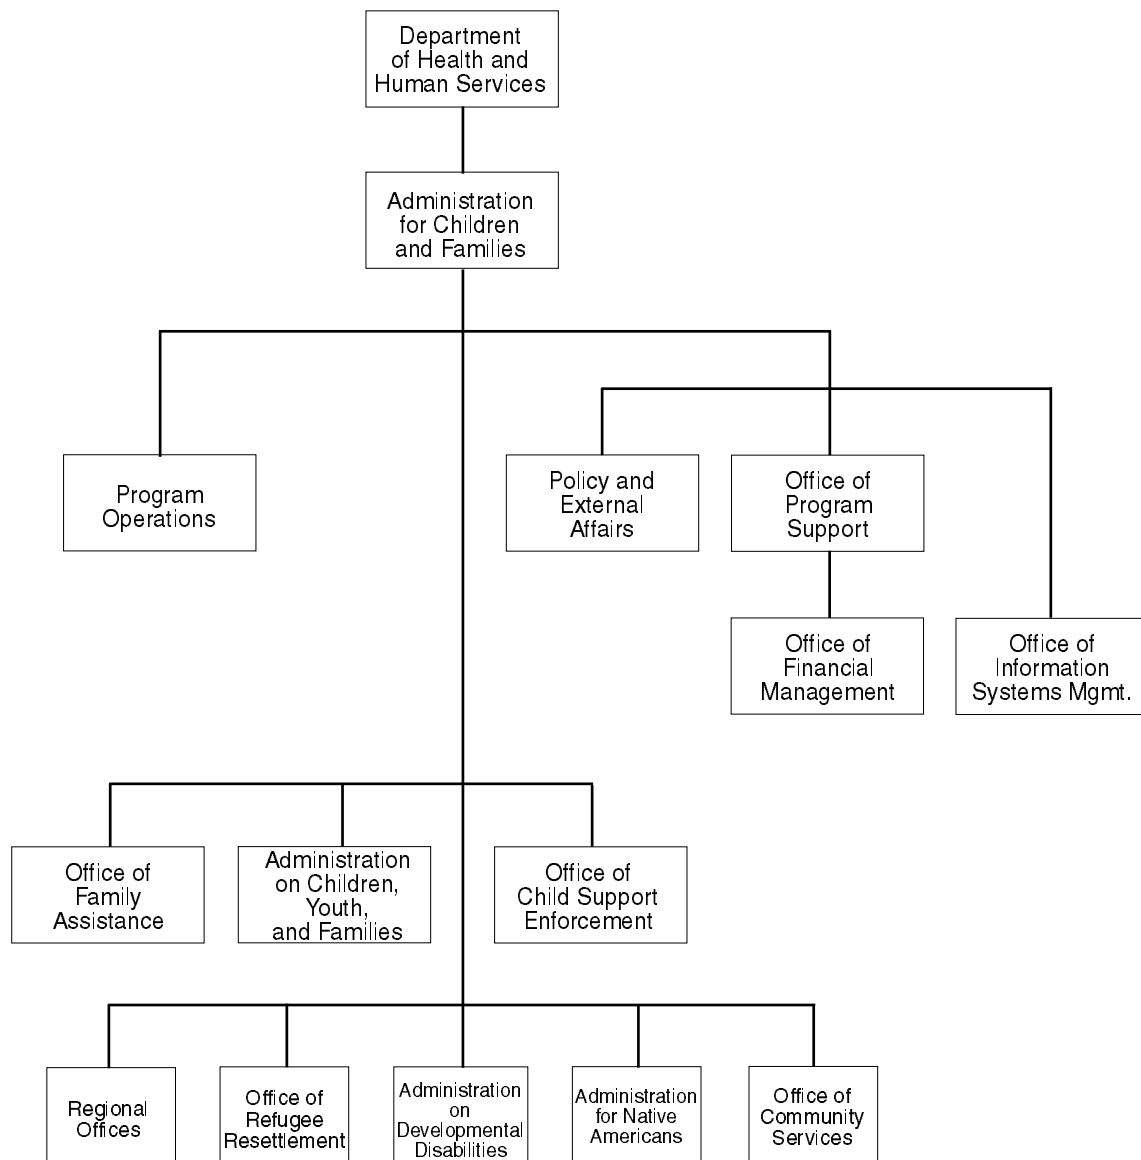 Department
of Health and
Human Services
Administration
for Children
and Families
Program
Operations
Policy and
External
Affairs
Office of
Program
Support
Office of
Financial
Management
Office of
Information
Systems Mgmt.
Office of
Family
Assistance
Administration
on Children,
Youth,
and Families
Office of
Child Support
Enforcement
Regional
Offices
Office of
Refugee
Resettlement
Administration
on
Developmental
Disabilities
Administration
for Native
Americans
Office of
Community
Services